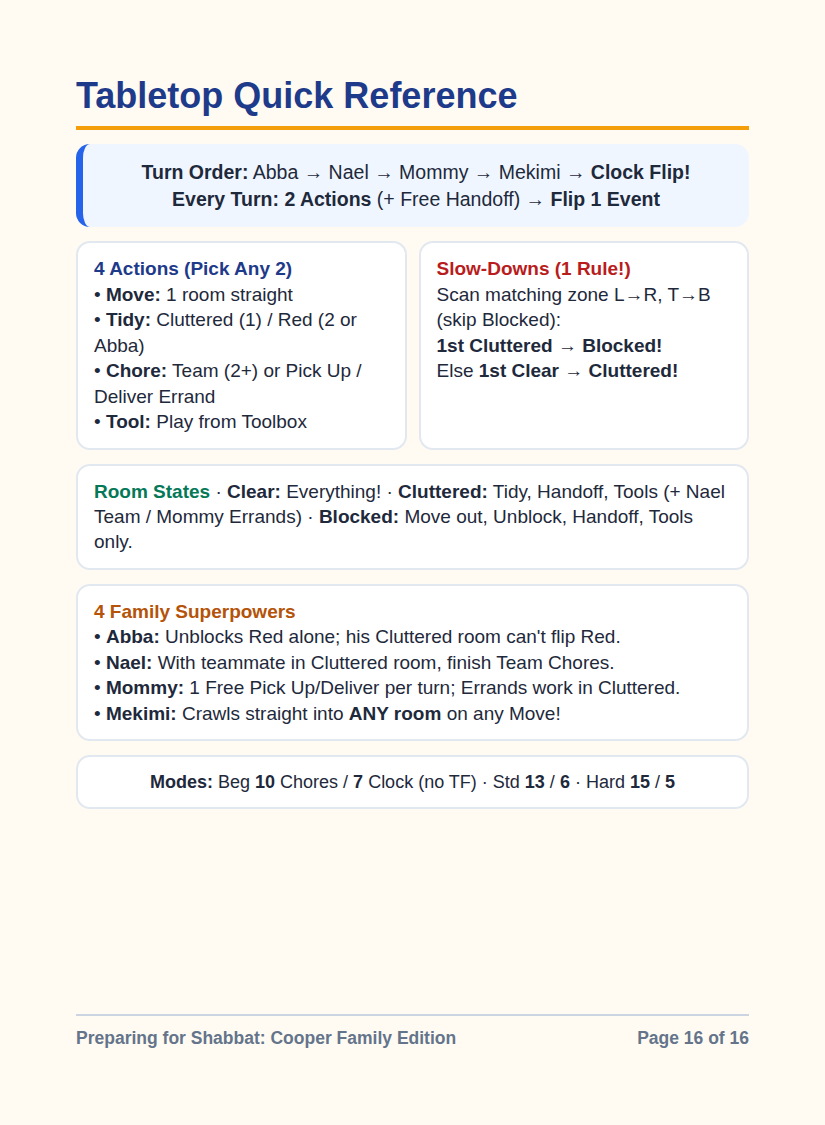 Tabletop Quick Reference
Turn Order: Abba → Nael → Mommy → Mekimi → Clock Flip!
Every Turn: 2 Actions (+ Free Handoff) → Flip 1 Event
4 Actions (Pick Any 2)
• Move: 1 room straight
• Tidy: Cluttered (1) / Red (2 or
Abba)
• Chore: Team (2+) or Pick Up /
Deliver Errand
• Tool: Play from Toolbox
Slow-Downs (1 Rule!)
Scan matching zone L→R, T→B
(skip Blocked):
1st Cluttered → Blocked!
Else 1st Clear → Cluttered!
Room States · Clear: Everything! · Cluttered: Tidy, Handoff, Tools (+ Nael
Team / Mommy Errands) · Blocked: Move out, Unblock, Handoff, Tools
only.
4 Family Superpowers
• Abba: Unblocks Red alone; his Cluttered room can't flip Red.
• Nael: With teammate in Cluttered room, finish Team Chores.
• Mommy: 1 Free Pick Up/Deliver per turn; Errands work in Cluttered.
• Mekimi: Crawls straight into ANY room on any Move!
Modes: Beg 10 Chores / 7 Clock (no TF) · Std 13 / 6 · Hard 15 / 5
Preparing for Shabbat: Cooper Family Edition
Page 16 of 16